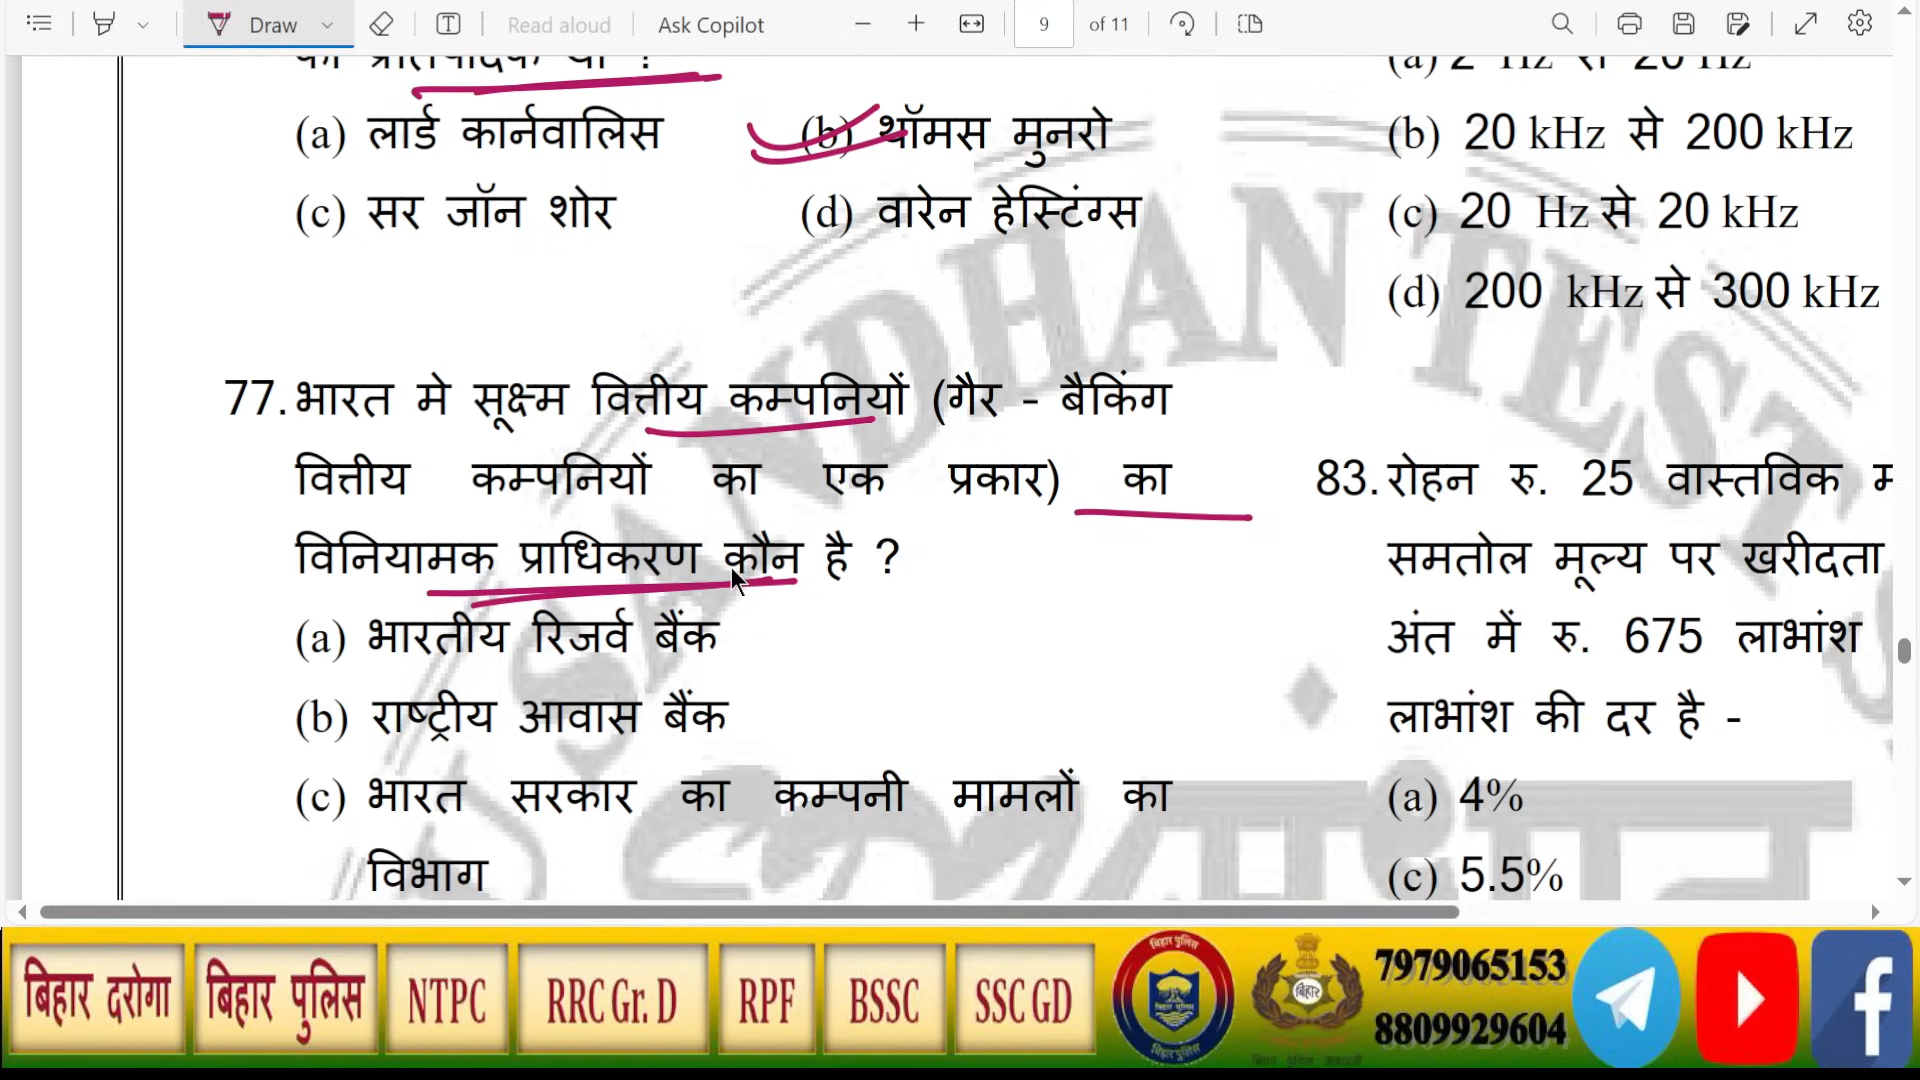 Draw
Read aloud
Ask Copilot
9
of 11
(a) लार्ड कार्नवालिस (b) थॉमस मुनरो
(c) सर जॉन शोर (d) वारेन हेस्टिंग्स
77. भारत मे सूक्ष्म वित्तीय कम्पनियों (गैर - बैकिंग
वित्तीय कम्पनियों का एक प्रकार) का
विनियामक प्राधिकरण कौन है ?
(a) भारतीय रिजर्व बैंक
(b) राष्ट्रीय आवास बैंक
(c) भारत सरकार का कम्पनी मामलों का
विभाग
(b) 20 kHz से 200 kHz
(c) 20 Hz से 20 kHz
(d) 200 kHz से 300 kHz
83. रोहन रु. 25 वास्तविक
समतोल मूल्य पर खरीदता
अंत में रु. 675 लाभांश
लाभांश की दर है -
(a) 4%
(c) 5.5%
SANDHAN TEST
बिहार दरोगा
बिहार पुलिस
NTPC
RRC Gr. D
RPF
BSSC
SSC GD
बिहार पुलिस
बिहार
7979065153
8809929604